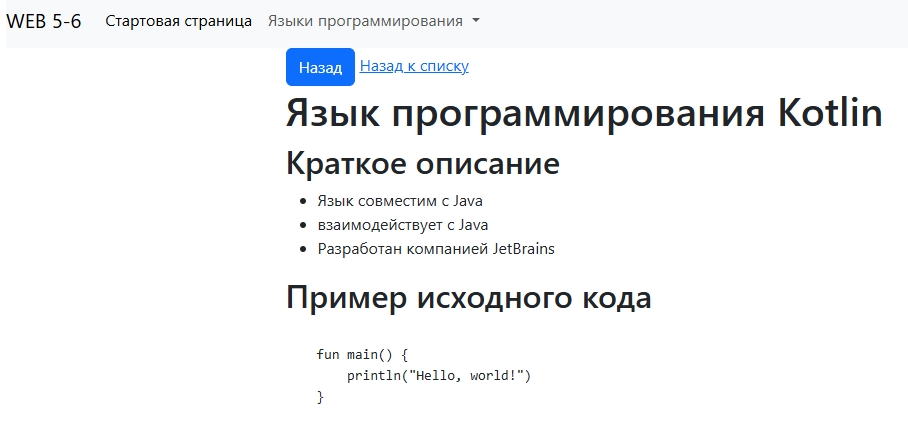 WEB 5-6 Стартовая страница Языки программирования
Назад Назад к списку
Язык программирования Kotlin
Краткое описание
Язык совместим с Java
взаимодействует с Java
Разработан компанией JetBrains
Пример исходного кода
fun main() {
    println("Hello, world!")
}